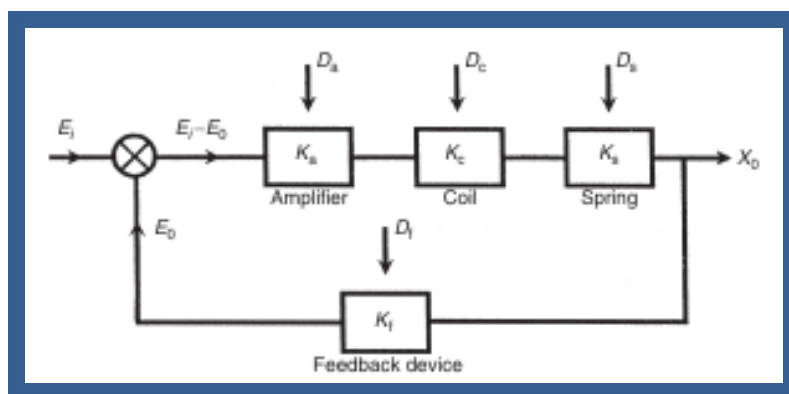 Da Dc Ds
Ei Ei–E0 Ka Kc Ks X0
Amplifier Coil Spring
E0 Df
Kf
Feedback device